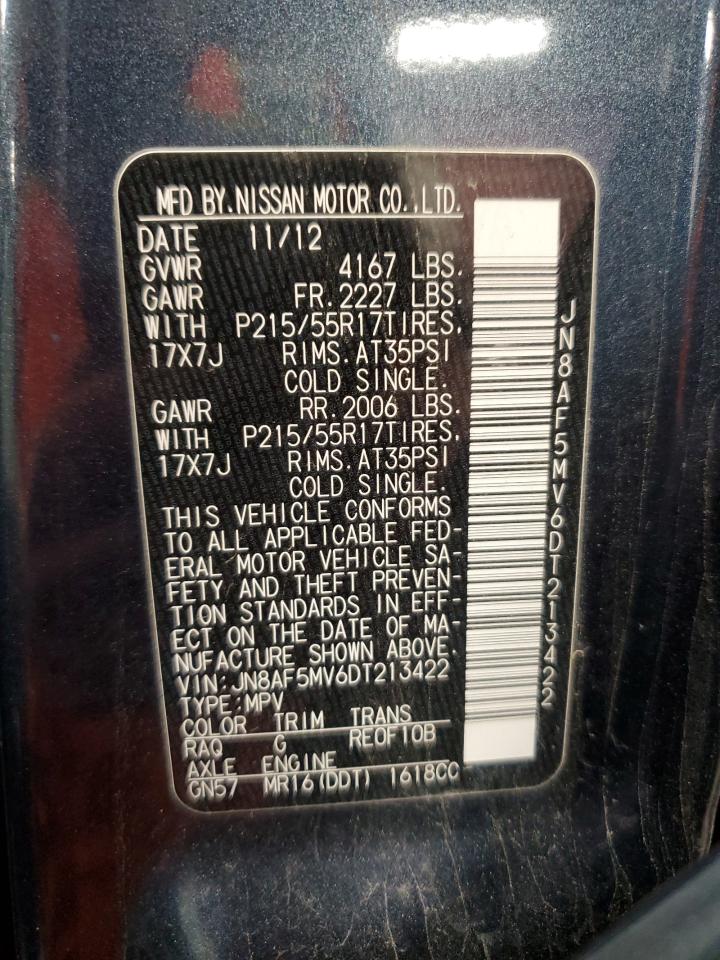 MFD BY.NISSAN MOTOR CO.,LTD.
DATE 11/12
GVWR 4167 LBS.
GAWR FR.2227 LBS.
WITH P215/55R17TIRES.
17X7J RIMS.AT35PSI
COLD SINGLE.
GAWR RR.2006 LBS.
WITH P215/55R17TIRES.
17X7J RIMS.AT35PSI
COLD SINGLE.
THIS VEHICLE CONFORMS
TO ALL APPLICABLE FED-
ERAL MOTOR VEHICLE SA-
FETY AND THEFT PREVEN-
TION STANDARDS IN EFF-
ECT ON THE DATE OF MA-
NUFACTURE SHOWN ABOVE.
VIN:JN8AF5MV6DT213422
TYPE:MPV
COLOR TRIM TRANS
RAQ G RE0F10B
AXLE ENGINE
GN57 MR16(DDT) 1618CC
JN8AF5MV6DT213422